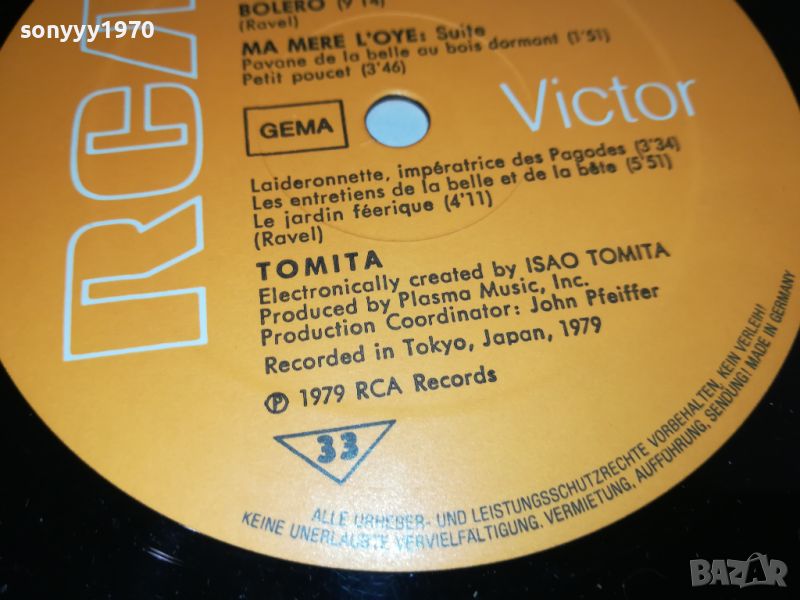 sonyyy1970
RCA
BOLERO (9'14)
(Ravel)
MA MERE L'OYE: Suite
Pavane de la belle au bois dormant (1'51)
Petit poucet (3'46)
GEMA
Victor
Laideronnette, impératrice des Pagodes (3'34)
Les entretiens de la belle et de la bête (5'51)
Le jardin féerique (4'11)
(Ravel)
TOMITA
Electronically created by ISAO TOMITA
Produced by Plasma Music, Inc.
Production Coordinator: John Pfeiffer
Recorded in Tokyo, Japan, 1979
℗ 1979 RCA Records
33
ALLE URHEBER- UND LEISTUNGSSCHUTZRECHTE VORBEHALTEN, KEIN VERLEIH!
KEINE UNERLAUBTE VERVIELFALTIGUNG. VERMIETUNG, AUFFÜHRUNG, SENDUNG! MADE IN GERMANY
BAZAR